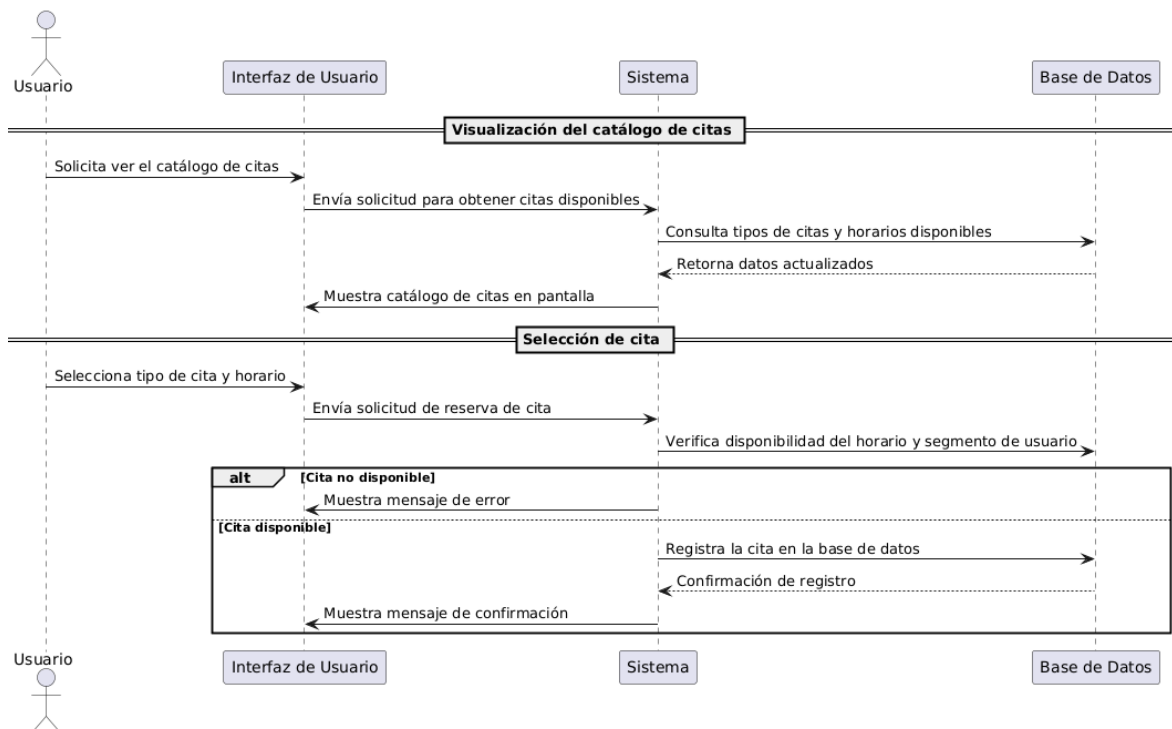 Usuario
Interfaz de Usuario
Sistema
Base de Datos
Visualización del catálogo de citas
Solicita ver el catálogo de citas
Envía solicitud para obtener citas disponibles
Consulta tipos de citas y horarios disponibles
Retorna datos actualizados
Muestra catálogo de citas en pantalla
Selección de cita
Selecciona tipo de cita y horario
Envía solicitud de reserva de cita
Verifica disponibilidad del horario y segmento de usuario
alt
[Cita no disponible]
Muestra mensaje de error
[Cita disponible]
Registra la cita en la base de datos
Confirmación de registro
Muestra mensaje de confirmación
Usuario
Interfaz de Usuario
Sistema
Base de Datos